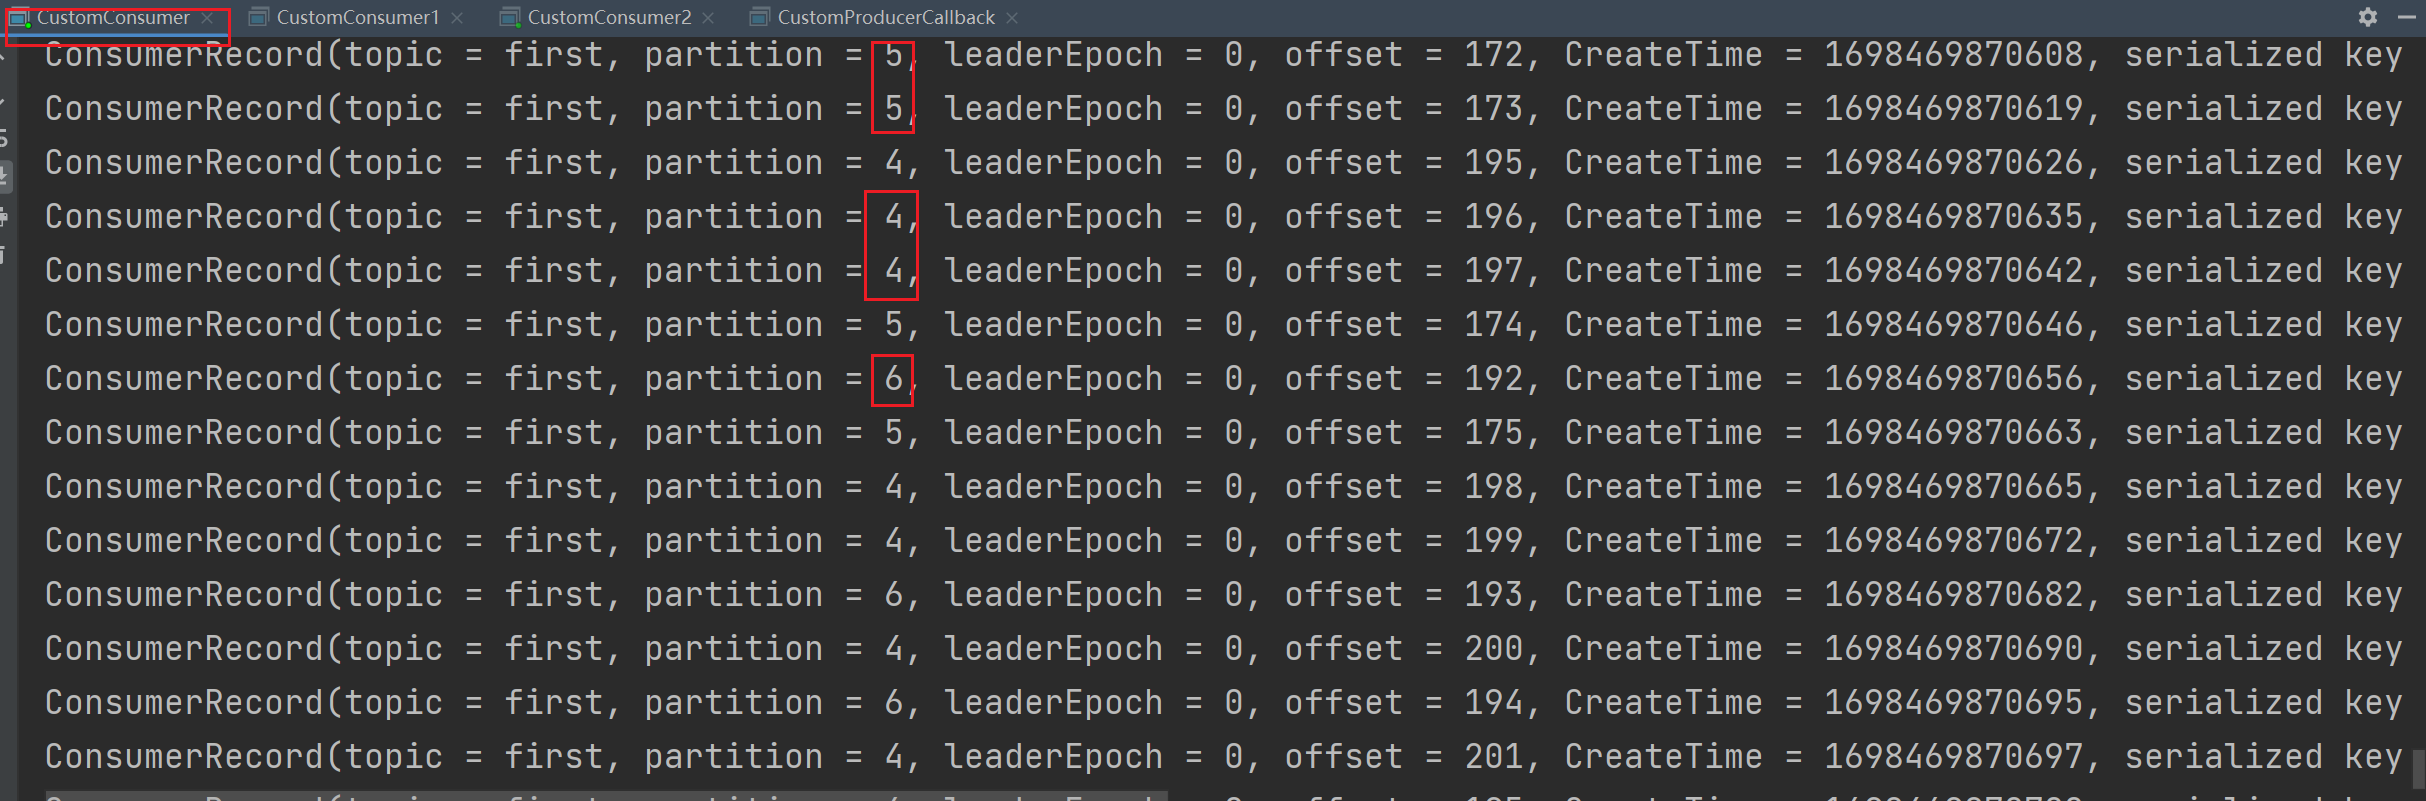 CustomConsumer CustomConsumer1 CustomConsumer2 CustomProducerCallback
ConsumerRecord(topic = first, partition = 5, leaderEpoch = 0, offset = 172, CreateTime = 1698469870608, serialized key
ConsumerRecord(topic = first, partition = 5, leaderEpoch = 0, offset = 173, CreateTime = 1698469870619, serialized key
ConsumerRecord(topic = first, partition = 4, leaderEpoch = 0, offset = 195, CreateTime = 1698469870626, serialized key
ConsumerRecord(topic = first, partition = 4, leaderEpoch = 0, offset = 196, CreateTime = 1698469870635, serialized key
ConsumerRecord(topic = first, partition = 4, leaderEpoch = 0, offset = 197, CreateTime = 1698469870642, serialized key
ConsumerRecord(topic = first, partition = 5, leaderEpoch = 0, offset = 174, CreateTime = 1698469870646, serialized key
ConsumerRecord(topic = first, partition = 6, leaderEpoch = 0, offset = 192, CreateTime = 1698469870656, serialized key
ConsumerRecord(topic = first, partition = 5, leaderEpoch = 0, offset = 175, CreateTime = 1698469870663, serialized key
ConsumerRecord(topic = first, partition = 4, leaderEpoch = 0, offset = 198, CreateTime = 1698469870665, serialized key
ConsumerRecord(topic = first, partition = 4, leaderEpoch = 0, offset = 199, CreateTime = 1698469870672, serialized key
ConsumerRecord(topic = first, partition = 6, leaderEpoch = 0, offset = 193, CreateTime = 1698469870682, serialized key
ConsumerRecord(topic = first, partition = 4, leaderEpoch = 0, offset = 200, CreateTime = 1698469870690, serialized key
ConsumerRecord(topic = first, partition = 6, leaderEpoch = 0, offset = 194, CreateTime = 1698469870695, serialized key
ConsumerRecord(topic = first, partition = 4, leaderEpoch = 0, offset = 201, CreateTime = 1698469870697, serialized key